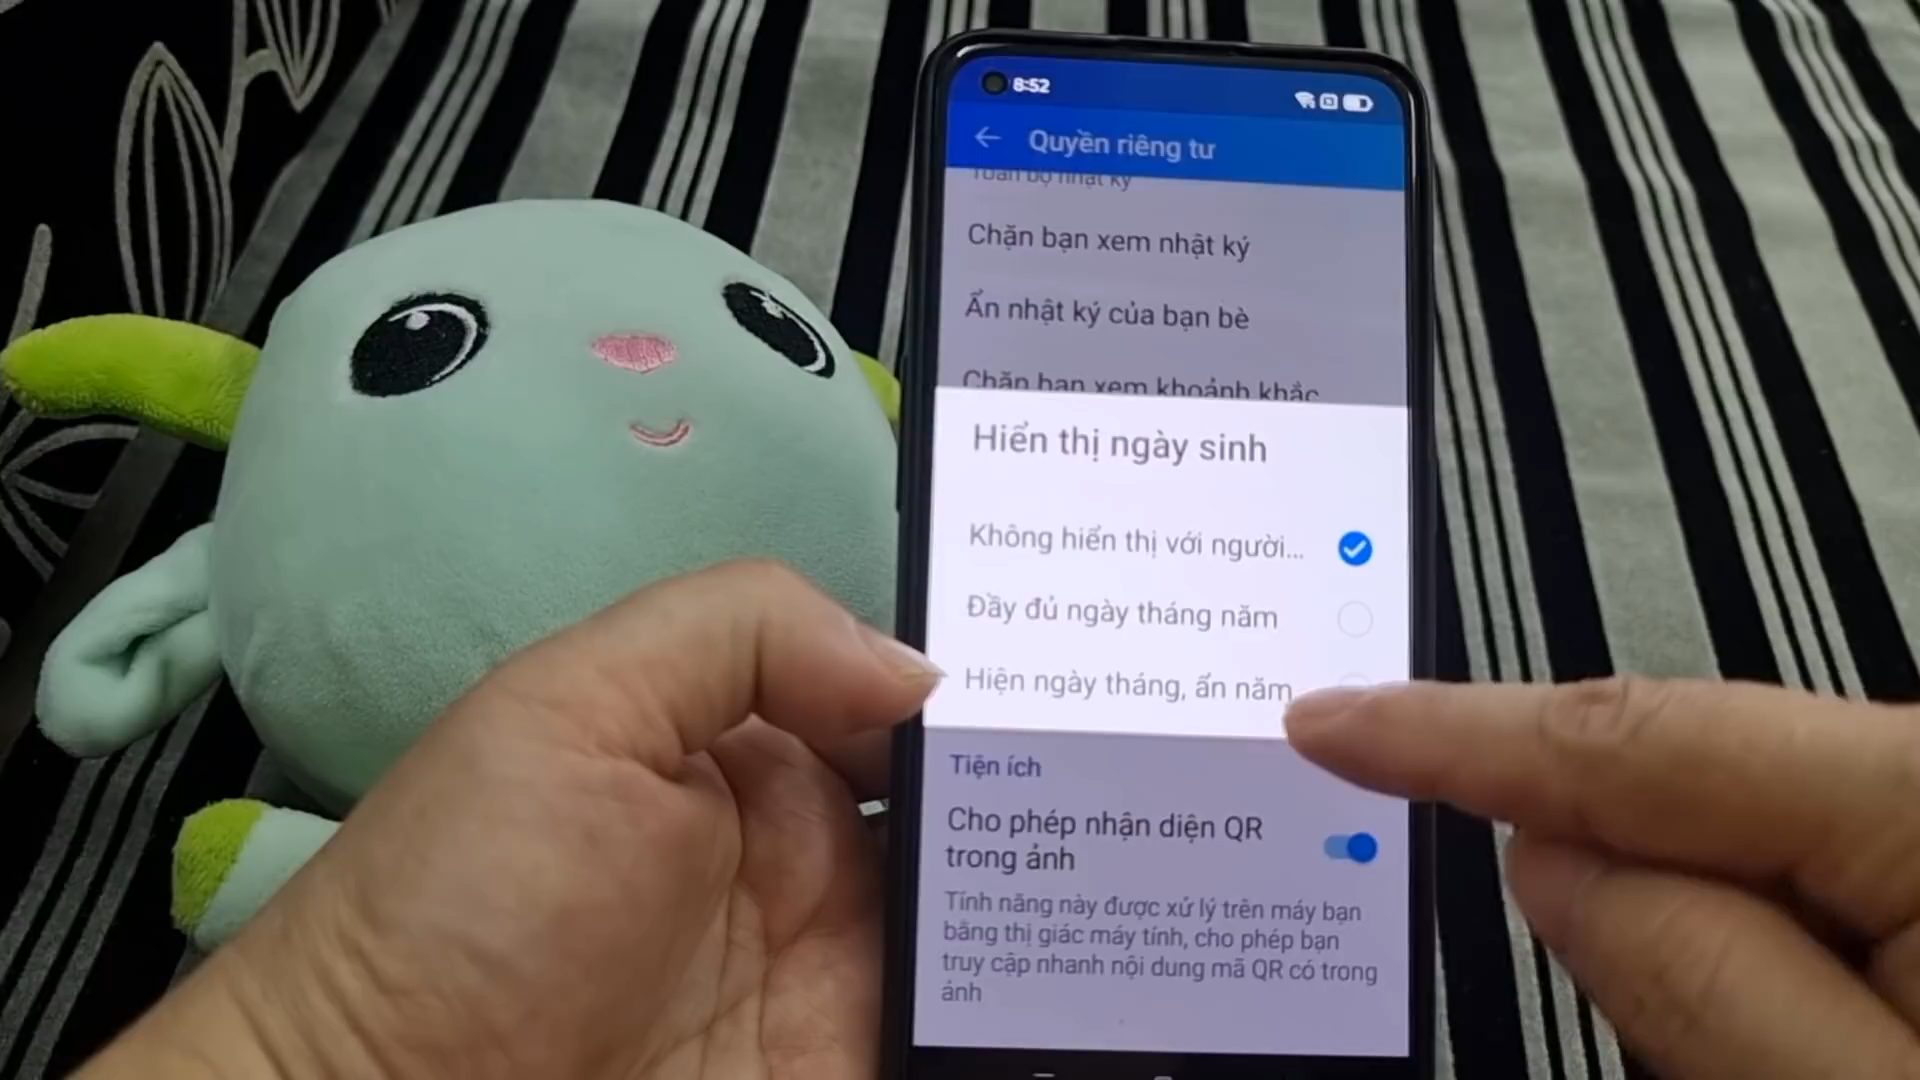 8:52
Quyền riêng tư
Toàn bộ nhật ký
Chặn bạn xem nhật ký
Ẩn nhật ký của bạn bè
Chặn bạn xem khoảnh khắc
Hiển thị ngày sinh
Không hiển thị với người...
Đầy đủ ngày tháng năm
Hiện ngày tháng, ẩn năm
Tiện ích
Cho phép nhận diện QR
trong ảnh
Tính năng này được xử lý trên máy bạn
bằng thị giác máy tính, cho phép bạn
truy cập nhanh nội dung mã QR có trong
ảnh